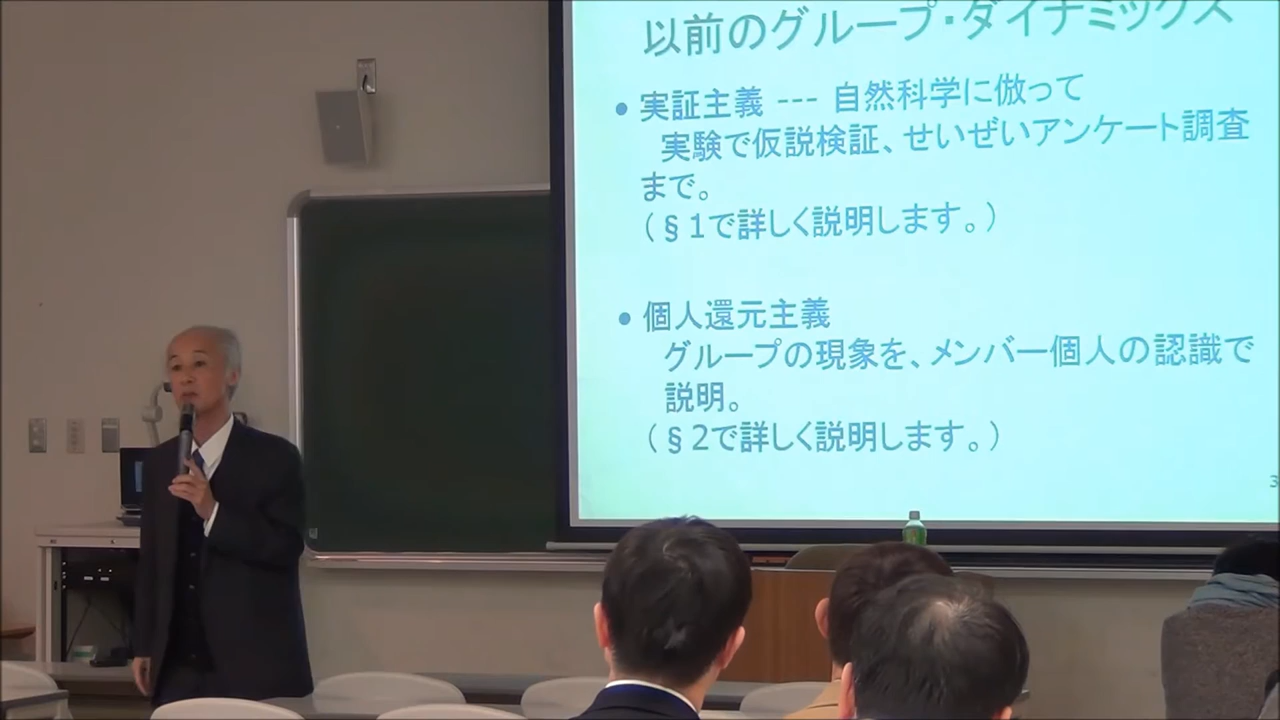 以前のグループ・ダイナミックス
• 実証主義 --- 自然科学に倣って
実験で仮説検証、せいぜいアンケート調査
まで。
（§1で詳しく説明します。）
• 個人還元主義
グループの現象を、メンバー個人の認識で
説明。
（§2で詳しく説明します。）
3